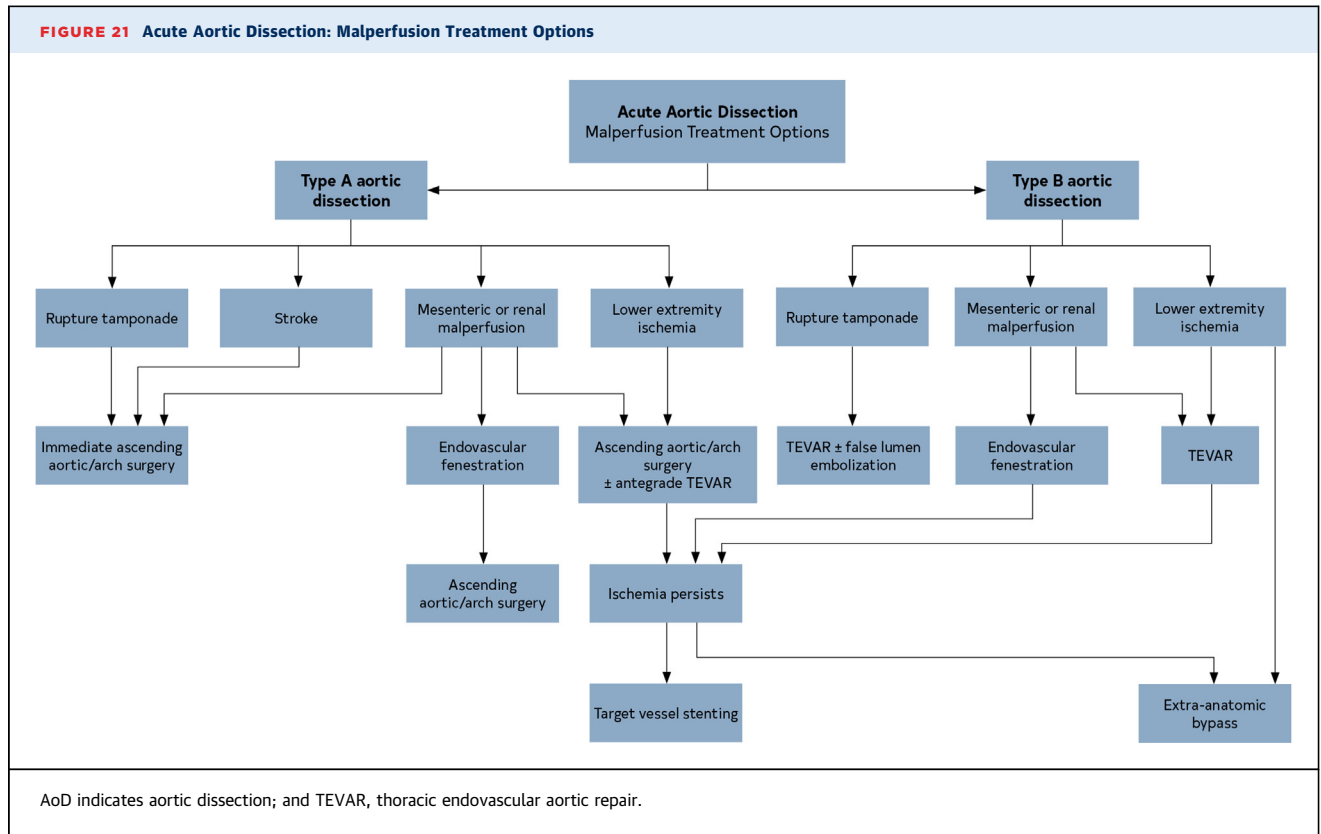 FIGURE 21 Acute Aortic Dissection: Malperfusion Treatment Options
Acute Aortic Dissection
Malperfusion Treatment Options
Type A aortic
dissection
Type B aortic
dissection
Rupture tamponade
Stroke
Mesenteric or renal
malperfusion
Lower extremity
ischemia
Rupture tamponade
Mesenteric or renal
malperfusion
Lower extremity
ischemia
Immediate ascending
aortic/arch surgery
Endovascular
fenestration
Ascending aortic/arch
surgery
± antegrade TEVAR
TEVAR ± false lumen
embolization
Endovascular
fenestration
TEVAR
Ascending
aortic/arch surgery
Ischemia persists
Target vessel stenting
Extra-anatomic
bypass
AoD indicates aortic dissection; and TEVAR, thoracic endovascular aortic repair.